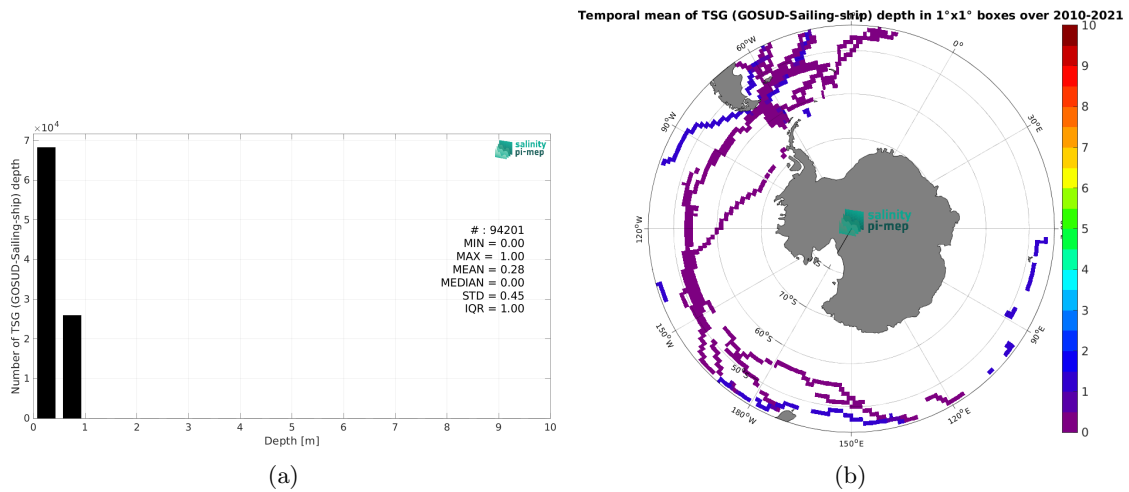 Temporal mean of TSG (GOSUD-Sailing-ship) depth in 1°x1° boxes over 2010-2021
×10⁴
7
6
5
4
3
2
1
0
Number of TSG (GOSUD-Sailing-ship) depth
0 1 2 3 4 5 6 7 8 9 10
Depth [m]
salinity
pi-mep
# : 94201
MIN = 0.00
MAX = 1.00
MEAN = 0.28
MEDIAN = 0.00
STD = 0.45
IQR = 1.00
(a)
60°W
0°
30°E
90°W
120°W
150°W
180°W
150°E
120°E
90°E
70°S
60°S
50°S
salinity
pi-mep
10
9
8
7
6
5
4
3
2
1
0
(b)